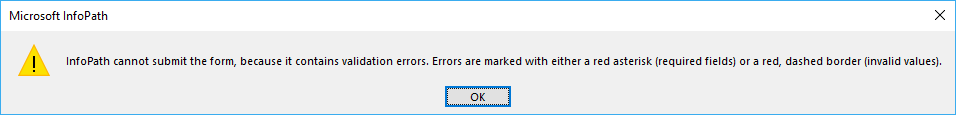 Microsoft InfoPath
InfoPath cannot submit the form, because it contains validation errors. Errors are marked with either a red asterisk (required fields) or a red, dashed border (invalid values).
OK